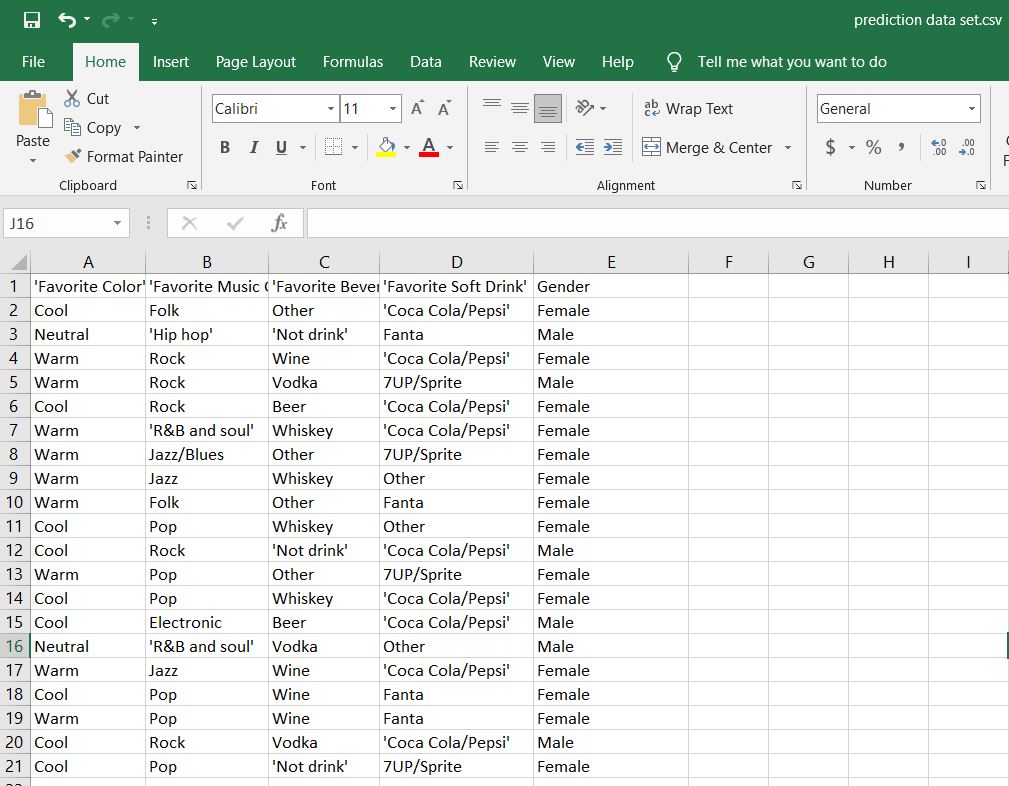 prediction data set.csv
File Home Insert Page Layout Formulas Data Review View Help Tell me what you want to do
Paste Cut Copy Format Painter Clipboard
Calibri 11 A A B I U A Font
ab c Wrap Text Merge & Center Alignment
General $ % , .0 .00 .00 .0 Number
J16 fx
A B C D E F G H I
1 'Favorite Color' 'Favorite Music 'Favorite Bever 'Favorite Soft Drink' Gender
2 Cool Folk Other 'Coca Cola/Pepsi' Female
3 Neutral 'Hip hop' 'Not drink' Fanta Male
4 Warm Rock Wine 'Coca Cola/Pepsi' Female
5 Warm Rock Vodka 7UP/Sprite Male
6 Cool Rock Beer 'Coca Cola/Pepsi' Female
7 Warm 'R&B and soul' Whiskey 'Coca Cola/Pepsi' Female
8 Warm Jazz/Blues Other 7UP/Sprite Female
9 Warm Jazz Whiskey Other Female
10 Warm Folk Other Fanta Female
11 Cool Pop Whiskey Other Female
12 Cool Rock 'Not drink' 'Coca Cola/Pepsi' Male
13 Warm Pop Other 7UP/Sprite Female
14 Cool Pop Whiskey 'Coca Cola/Pepsi' Female
15 Cool Electronic Beer 'Coca Cola/Pepsi' Male
16 Neutral 'R&B and soul' Vodka Other Male
17 Warm Jazz Wine 'Coca Cola/Pepsi' Female
18 Cool Pop Wine Fanta Female
19 Warm Pop Wine Fanta Female
20 Cool Rock Vodka 'Coca Cola/Pepsi' Male
21 Cool Pop 'Not drink' 7UP/Sprite Female